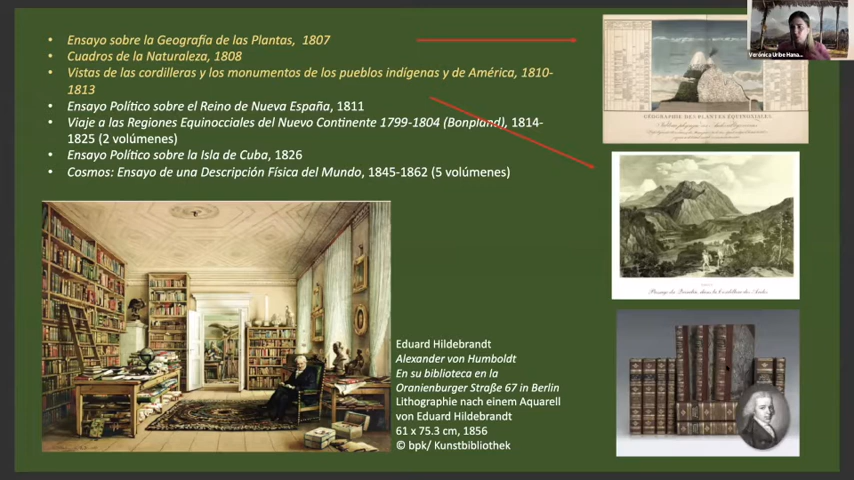 • Ensayo sobre la Geografía de las Plantas, 1807
• Cuadros de la Naturaleza, 1808
• Vistas de las cordilleras y los monumentos de los pueblos indígenas y de América, 1810-
1813
• Ensayo Político sobre el Reino de Nueva España, 1811
• Viaje a las Regiones Equinocciales del Nuevo Continente 1799-1804 (Bonpland), 1814-
1825 (2 volúmenes)
• Ensayo Político sobre la Isla de Cuba, 1826
• Cosmos: Ensayo de una Descripción Física del Mundo, 1845-1862 (5 volúmenes)
Verónica Uribe Hana...
GÉOGRAPHIE DES PLANTES ÉQUINOXIALES
Eduard Hildebrandt
Alexander von Humboldt
En su biblioteca en la
Oranienburger Straße 67 in Berlin
Lithographie nach einem Aquarell
von Eduard Hildebrandt
61 x 75.3 cm, 1856
© bpk/ Kunstbibliothek